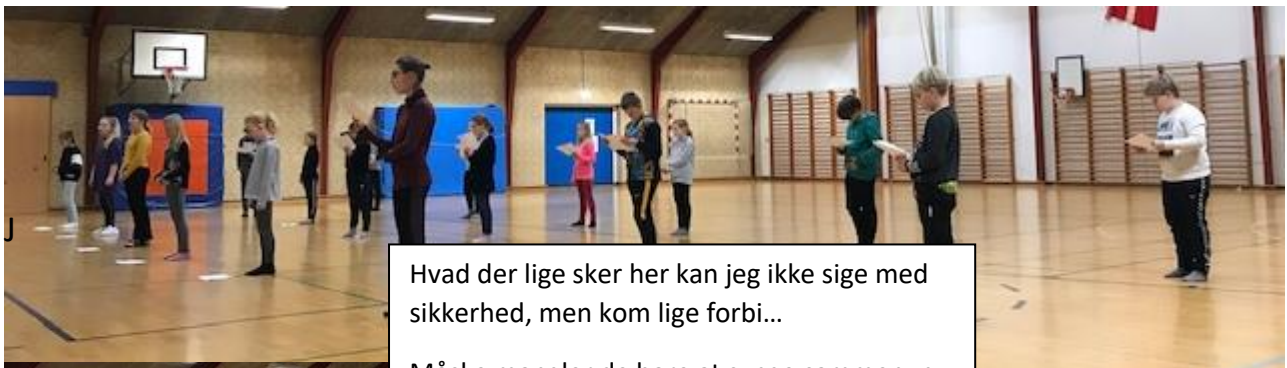 J
Hvad der lige sker her kan jeg ikke sige med
sikkerhed, men kom lige forbi…